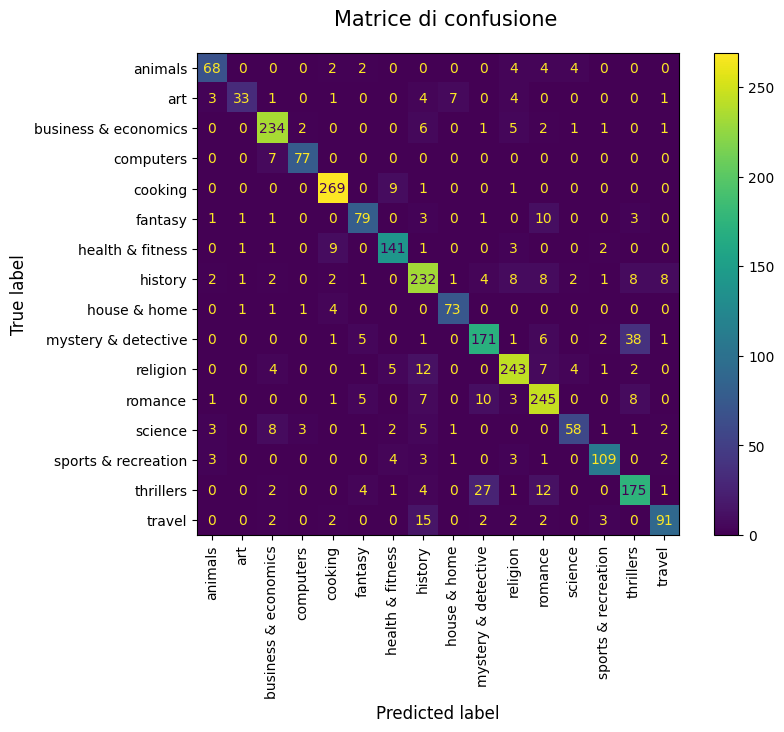 Matrice di confusione
True label
animals 68 0 0 0 2 2 0 0 0 0 4 4 4 0 0 0
art 3 33 1 0 1 0 0 4 7 0 4 0 0 0 0 1
business & economics 0 0 234 2 0 0 0 6 0 1 5 2 1 1 0 1
computers 0 0 7 77 0 0 0 0 0 0 0 0 0 0 0 0
cooking 0 0 0 0 269 0 9 1 0 0 1 0 0 0 0 0
fantasy 1 1 1 0 0 79 0 3 0 1 0 10 0 0 3 0
health & fitness 0 1 1 0 9 0 141 1 0 0 3 0 0 2 0 0
history 2 1 2 0 2 1 0 232 1 4 8 8 2 1 8 8
house & home 0 1 1 1 4 0 0 0 73 0 0 0 0 0 0 0
mystery & detective 0 0 0 0 1 5 0 1 0 171 1 6 0 2 38 1
religion 0 0 4 0 0 1 5 12 0 0 243 7 4 1 2 0
romance 1 0 0 0 1 5 0 7 0 10 3 245 0 0 8 0
science 3 0 8 3 0 1 2 5 1 0 0 0 58 1 1 2
sports & recreation 3 0 0 0 0 0 4 3 1 0 3 1 0 109 0 2
thrillers 0 0 2 0 0 4 1 4 0 27 1 12 0 0 175 1
travel 0 0 2 0 2 0 0 15 0 2 2 2 0 3 0 91
animals
art
business & economics
computers
cooking
fantasy
health & fitness
history
house & home
mystery & detective
religion
romance
science
sports & recreation
thrillers
travel
Predicted label
250
200
150
100
50
0